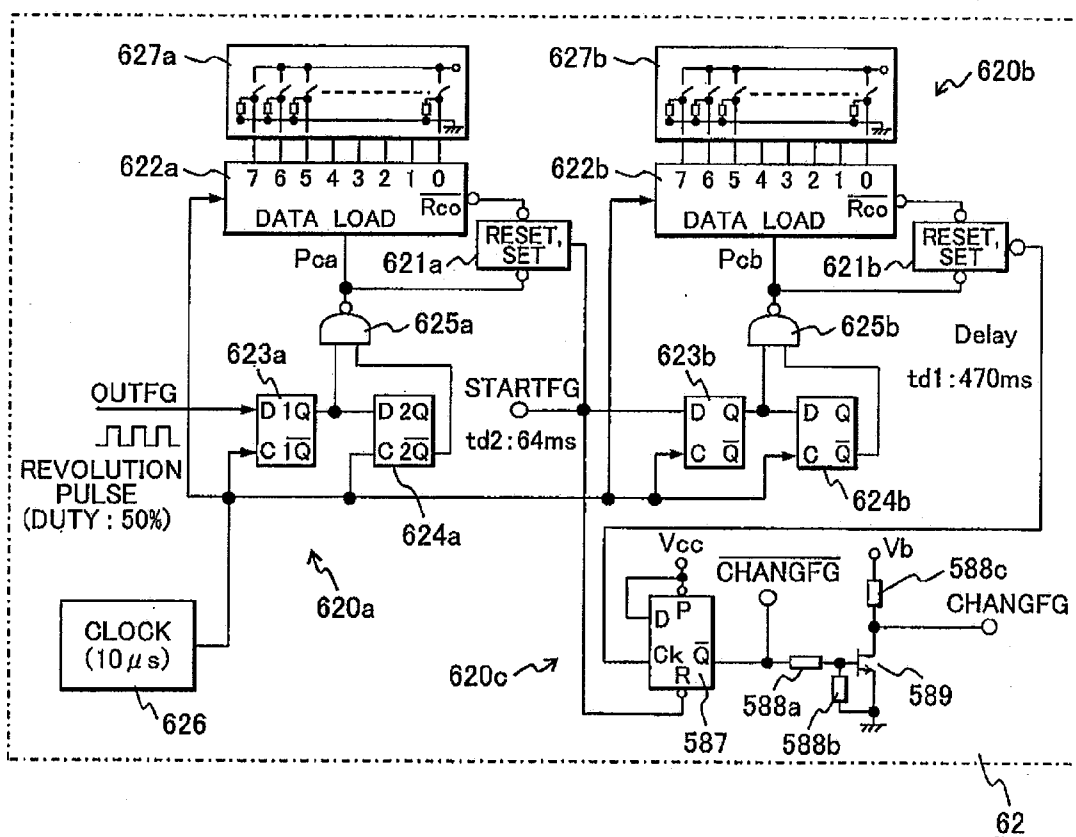 627a
627b
620b
622a
7 6 5 4 3 2 1 0
Rco
DATA LOAD
622b
7 6 5 4 3 2 1 0
Rco
DATA LOAD
RESET,
SET
621a
RESET,
SET
621b
Pca
Pcb
625a
625b
Delay
td1:470ms
623a
623b
OUTFG
STARTFG
td2:64ms
D 1Q
C 1Q
D 2Q
C 2Q
D Q
C Q
D Q
C Q
REVOLUTION
PULSE
(DUTY : 50%)
624a
624b
620a
Vcc
CHANGFG
Vb
588c
CHANGFG
CLOCK
(10μs)
626
620c
P
D
Ck Q
R
587
588a
588b
589
62